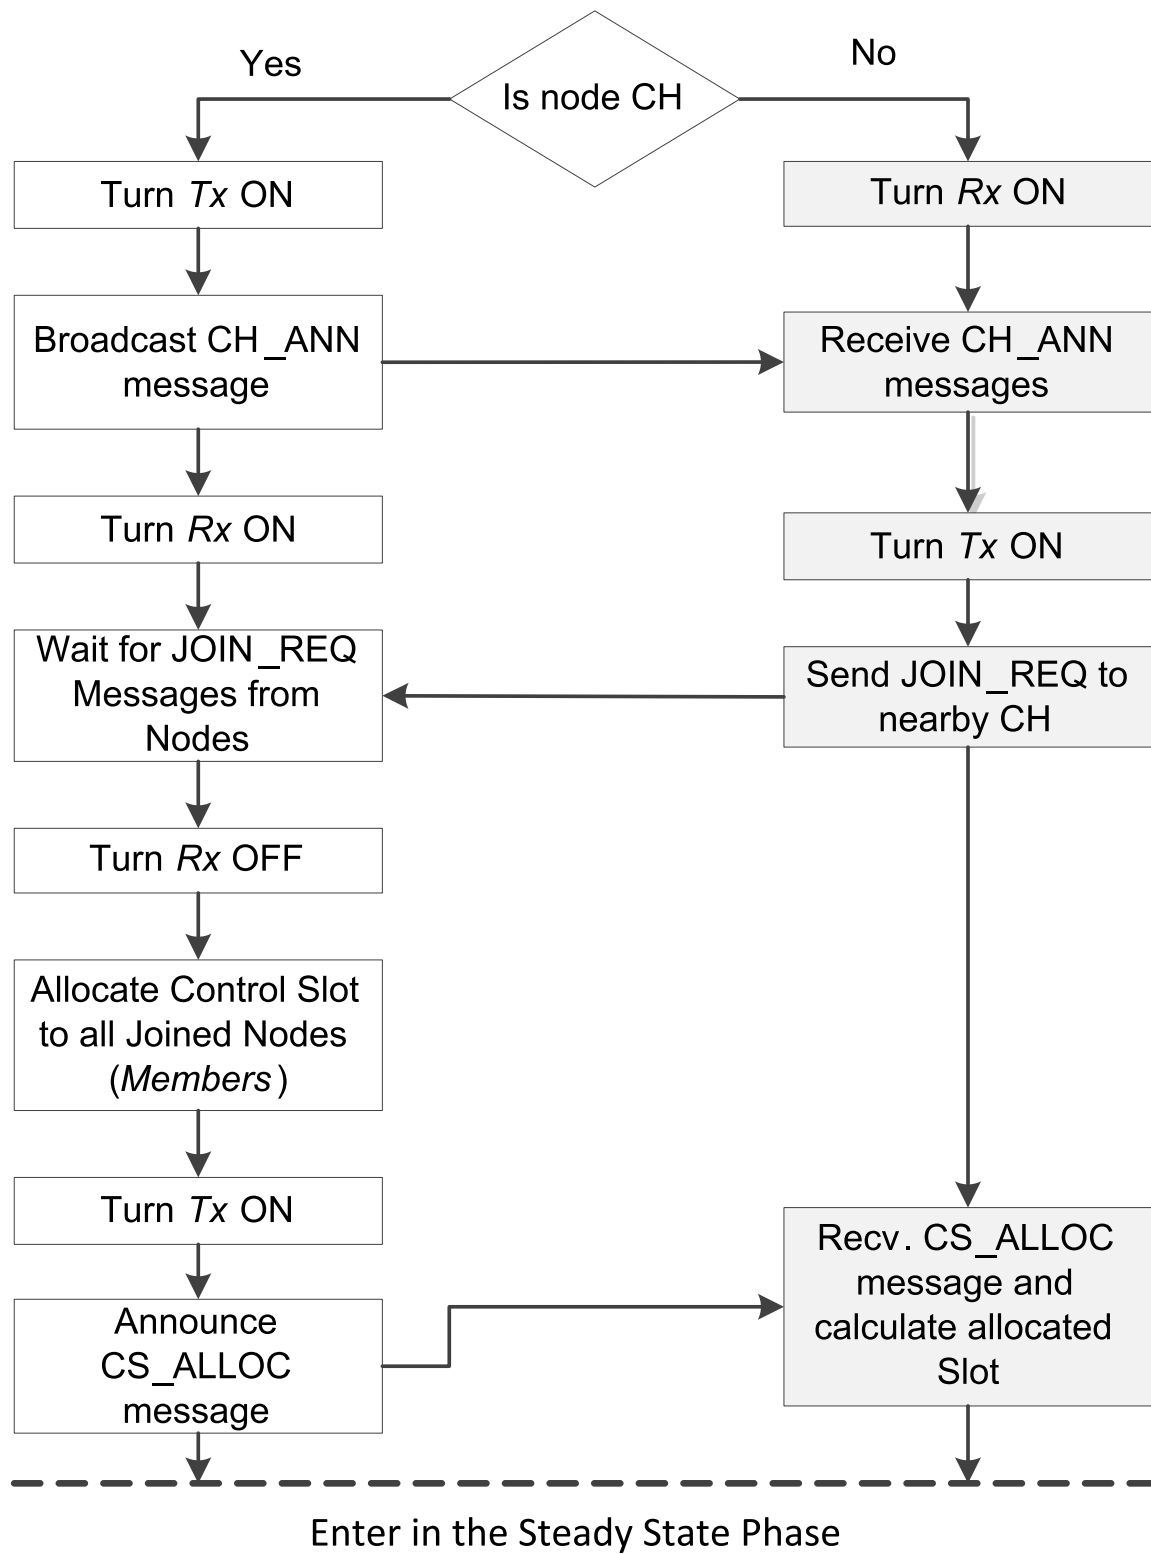 Is node CH
Yes
No
Turn Tx ON
Broadcast CH_ANN
message
Turn Rx ON
Wait for JOIN_REQ
Messages from
Nodes
Turn Rx OFF
Allocate Control Slot
to all Joined Nodes
(Members)
Turn Tx ON
Announce
CS_ALLOC
message
Turn Rx ON
Receive CH_ANN
messages
Turn Tx ON
Send JOIN_REQ to
nearby CH
Recv. CS_ALLOC
message and
calculate allocated
Slot
Enter in the Steady State Phase